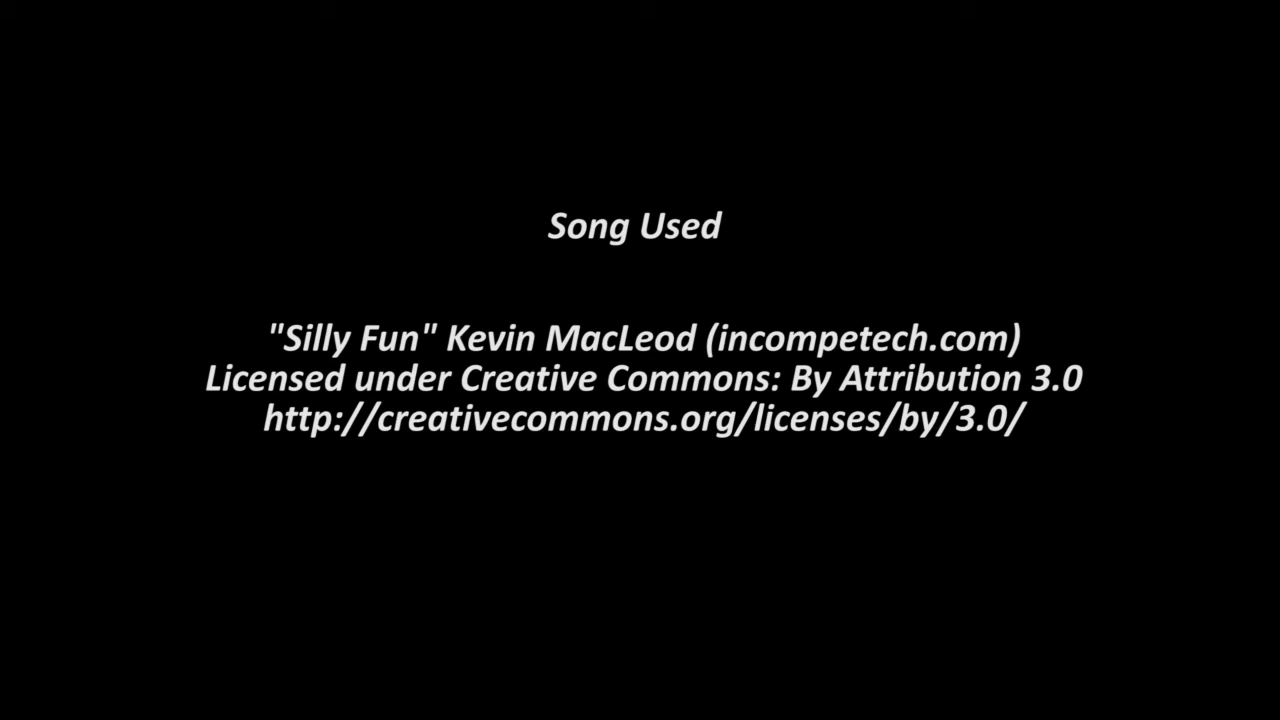 Song Used
"Silly Fun" Kevin MacLeod (incompetech.com)
Licensed under Creative Commons: By Attribution 3.0
http://creativecommons.org/licenses/by/3.0/